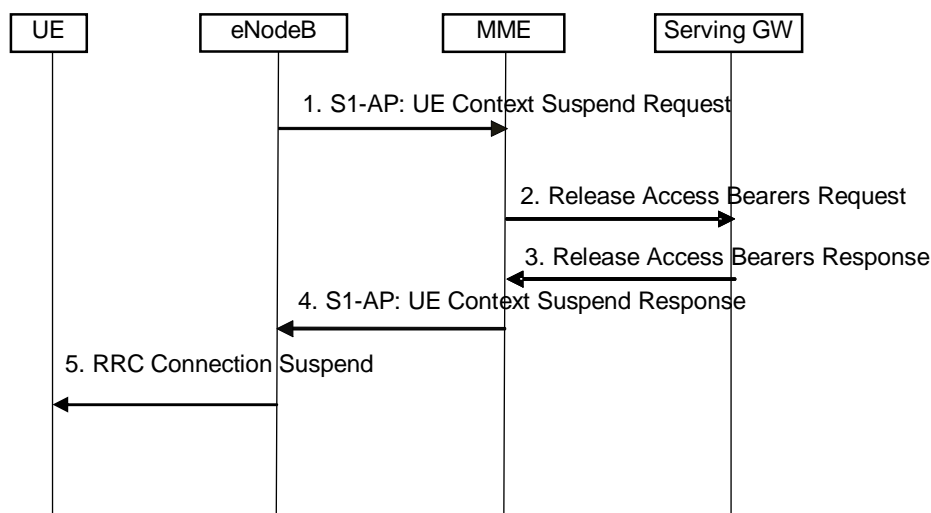 UE
eNodeB
MME
Serving GW
1. S1-AP: UE Context Suspend Request
2. Release Access Bearers Request
3. Release Access Bearers Response
4. S1-AP: UE Context Suspend Response
5. RRC Connection Suspend